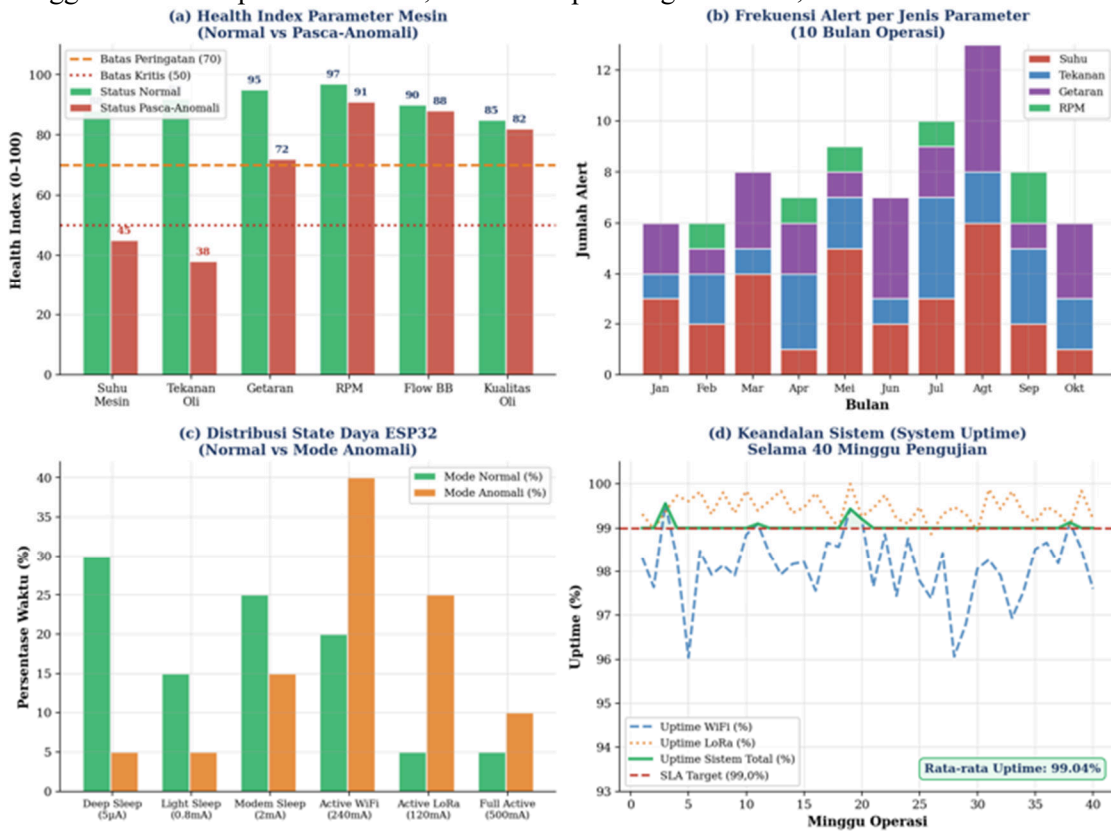 (a) Health Index Parameter Mesin
(Normal vs Pasca-Anomali)
Health Index (0–100)
100
80
60
40
20
0
Batas Peringatan (70)
Batas Kritis (50)
Status Normal
Status Pasca-Anomali
45
38
95
72
97
91
90
88
85
82
Suhu
Mesin
Tekanan
Oli
Getaran
RPM
Flow BB
Kualitas
Oli
(b) Frekuensi Alert per Jenis Parameter
(10 Bulan Operasi)
Jumlah Alert
12
10
8
6
4
2
0
Suhu
Tekanan
Getaran
RPM
Jan
Feb
Mar
Apr
Mei
Jun
Jul
Agt
Sep
Okt
Bulan
(c) Distribusi State Daya ESP32
(Normal vs Mode Anomali)
Persentase Waktu (%)
40
35
30
25
20
15
10
5
0
Mode Normal (%)
Mode Anomali (%)
Deep Sleep
(5μA)
Light Sleep
(0.8mA)
Modem Sleep
(2mA)
Active WiFi
(240mA)
Active LoRa
(120mA)
Full Active
(500mA)
(d) Keandalan Sistem (System Uptime)
Selama 40 Minggu Pengujian
Uptime (%)
100
99
98
97
96
95
94
93
Uptime WiFi (%)
Uptime LoRa (%)
Uptime Sistem Total (%)
SLA Target (99,0%)
Rata-rata Uptime: 99.04%
0
10
20
30
40
Minggu Operasi